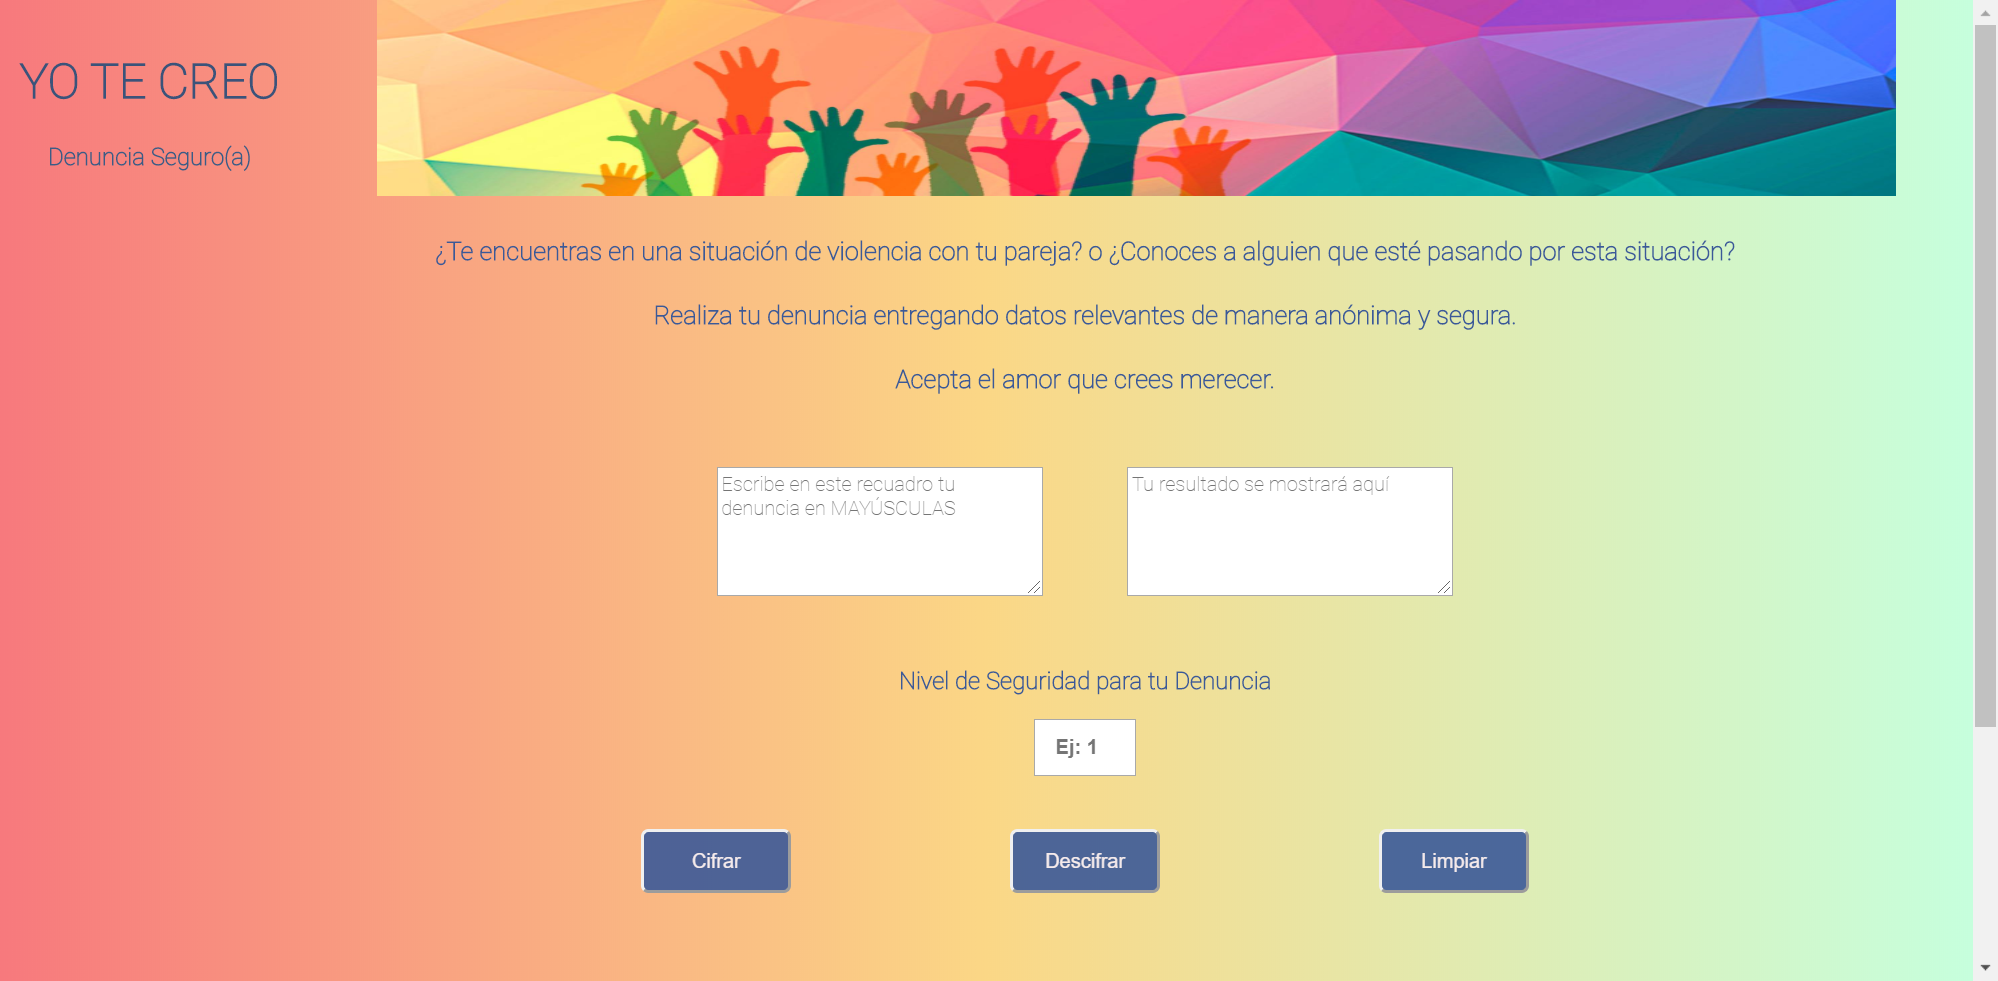 YO TE CREO
Denuncia Seguro(a)
¿Te encuentras en una situación de violencia con tu pareja? o ¿Conoces a alguien que esté pasando por esta situación?
Realiza tu denuncia entregando datos relevantes de manera anónima y segura.
Acepta el amor que crees merecer.
Escribe en este recuadro tu
denuncia en MAYÚSCULAS
Tu resultado se mostrará aquí
Nivel de Seguridad para tu Denuncia
Ej: 1
Cifrar
Descifrar
Limpiar